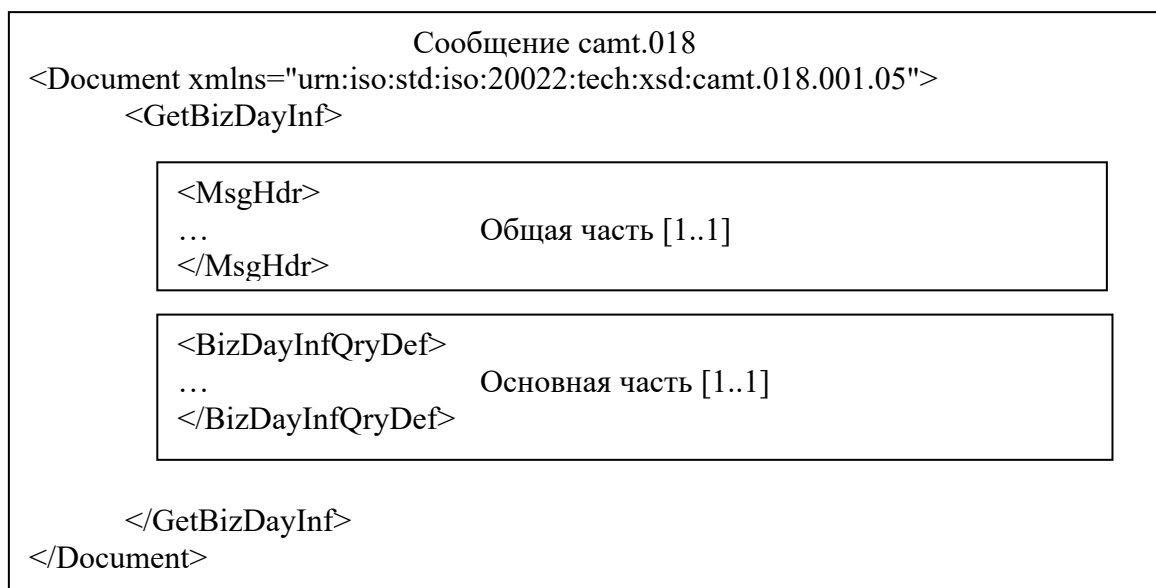 Сообщение camt.018
<Document xmlns="urn:iso:std:iso:20022:tech:xsd:camt.018.001.05">
<GetBizDayInf>
<MsgHdr>
… Общая часть [1..1]
</MsgHdr>
<BizDayInfQryDef>
… Основная часть [1..1]
</BizDayInfQryDef>
</GetBizDayInf>
</Document>